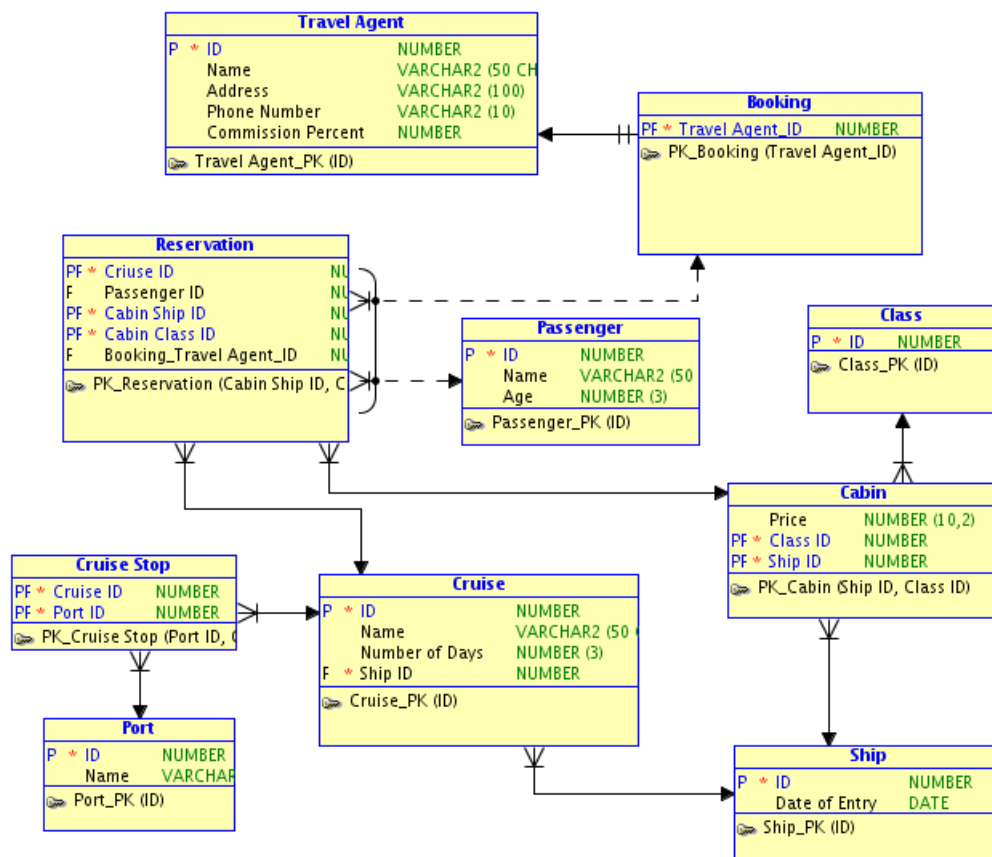 Travel Agent
P * ID NUMBER
Name VARCHAR2 (50 CH
Address VARCHAR2 (100)
Phone Number VARCHAR2 (10)
Commission Percent NUMBER
Travel Agent_PK (ID)
Booking
PF * Travel Agent_ID NUMBER
PK_Booking (Travel Agent_ID)
Reservation
PF * Criuse ID NU
F Passenger ID NU
PF * Cabin Ship ID NU
PF * Cabin Class ID NU
F Booking_Travel Agent_ID NU
PK_Reservation (Cabin Ship ID, C
Passenger
P * ID NUMBER
Name VARCHAR2 (50
Age NUMBER (3)
Passenger_PK (ID)
Class
P * ID NUMBER
Class_PK (ID)
Cabin
Price NUMBER (10,2)
PF * Class ID NUMBER
PF * Ship ID NUMBER
PK_Cabin (Ship ID, Class ID)
Cruise Stop
PF * Cruise ID NUMBER
PF * Port ID NUMBER
PK_Cruise Stop (Port ID, C
Cruise
P * ID NUMBER
Name VARCHAR2 (50
Number of Days NUMBER (3)
F * Ship ID NUMBER
Cruise_PK (ID)
Port
P * ID NUMBER
Name VARCHAR
Port_PK (ID)
Ship
P * ID NUMBER
Date of Entry DATE
Ship_PK (ID)